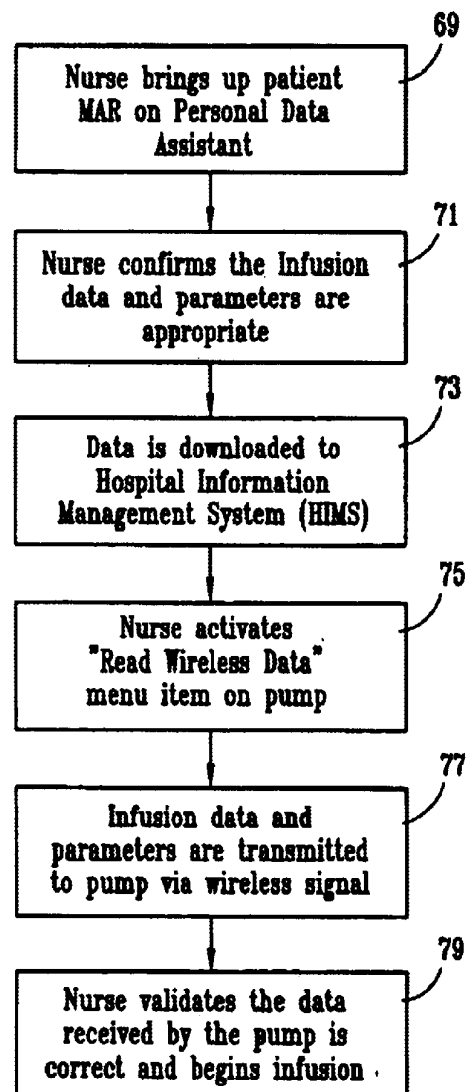 69
Nurse brings up patient
MAR on Personal Data
Assistant
71
Nurse confirms the Infusion
data and parameters are
appropriate
73
Data is downloaded to
Hospital Information
Management System (HIMS)
75
Nurse activates
"Read Wireless Data"
menu item on pump
77
Infusion data and
parameters are transmitted
to pump via wireless signal
79
Nurse validates the data
received by the pump is
correct and begins infusion